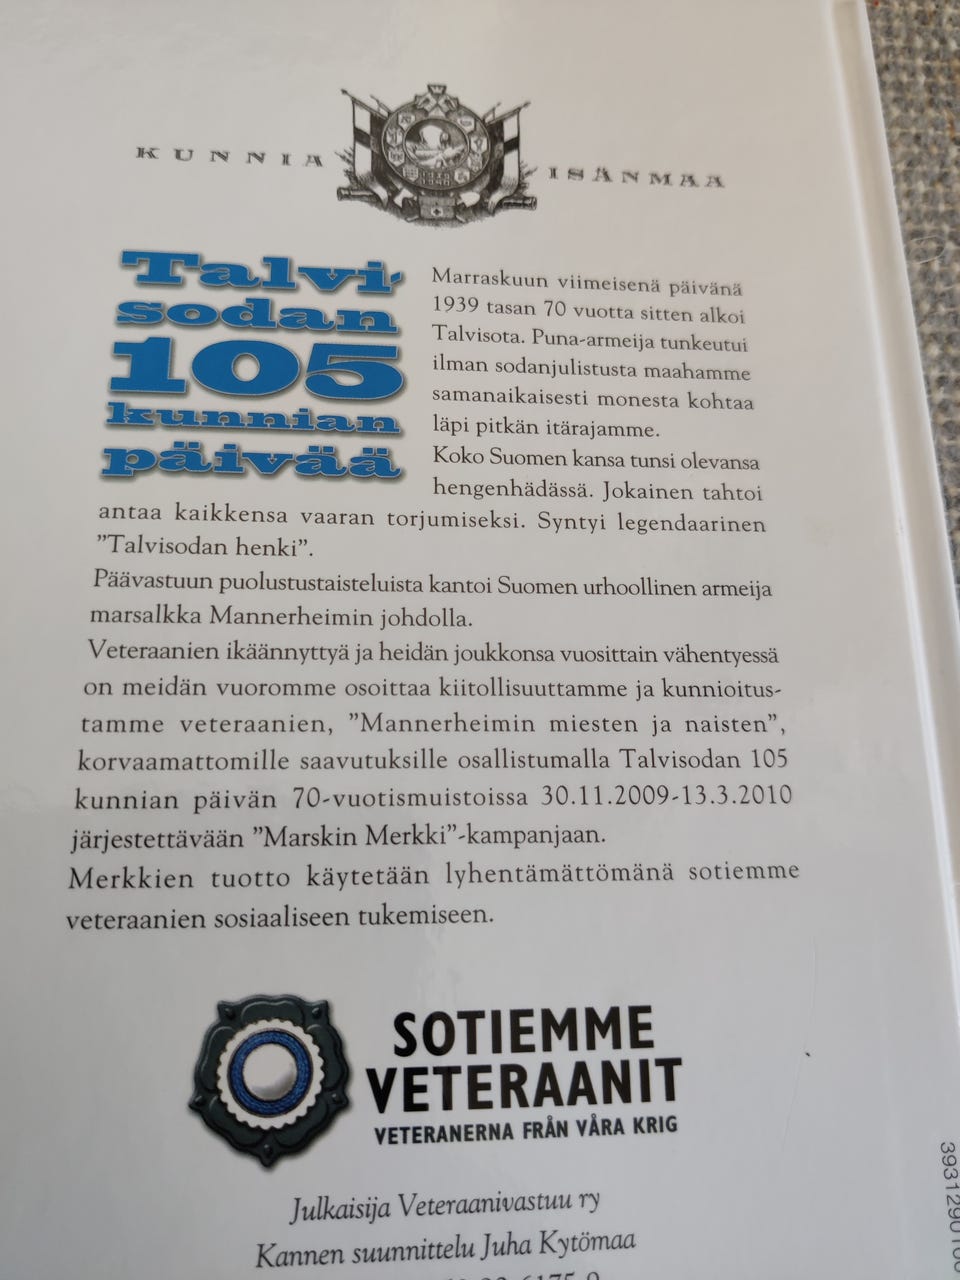 KUNNIA ISÄNMAA
Talvi-
sodan
105
kunnian
päivää
Marraskuun viimeisenä päivänä
1939 tasan 70 vuotta sitten alkoi
Talvisota. Puna-armeija tunkeutui
ilman sodanjulistusta maahamme
samanaikaisesti monesta kohtaa
läpi pitkän itärajamme.
Koko Suomen kansa tunsi olevansa
hengenhädässä. Jokainen tahtoi
antaa kaikkensa vaaran torjumiseksi. Syntyi legendaarinen
”Talvisodan henki”.
Päävastuun puolustustaisteluista kantoi Suomen urhoollinen armeija
marsalkka Mannerheimin johdolla.
Veteraanien ikäännyttyä ja heidän joukkonsa vuosittain vähentyessä
on meidän vuoromme osoittaa kiitollisuuttamme ja kunnioitus-
tamme veteraanien, ”Mannerheimin miesten ja naisten”,
korvaamattomille saavutuksille osallistumalla Talvisodan 105
kunnian päivän 70-vuotismuistoissa 30.11.2009-13.3.2010
järjestettävään ”Marskin Merkki”-kampanjaan.
Merkkien tuotto käytetään lyhentämättömänä sotiemme
veteraanien sosiaaliseen tukemiseen.
SOTIEMME
VETERAANIT
VETERANERNA FRÅN VÅRA KRIG
Julkaisija Veteraanivastuu ry
Kannen suunnittelu Juha Kytömaa